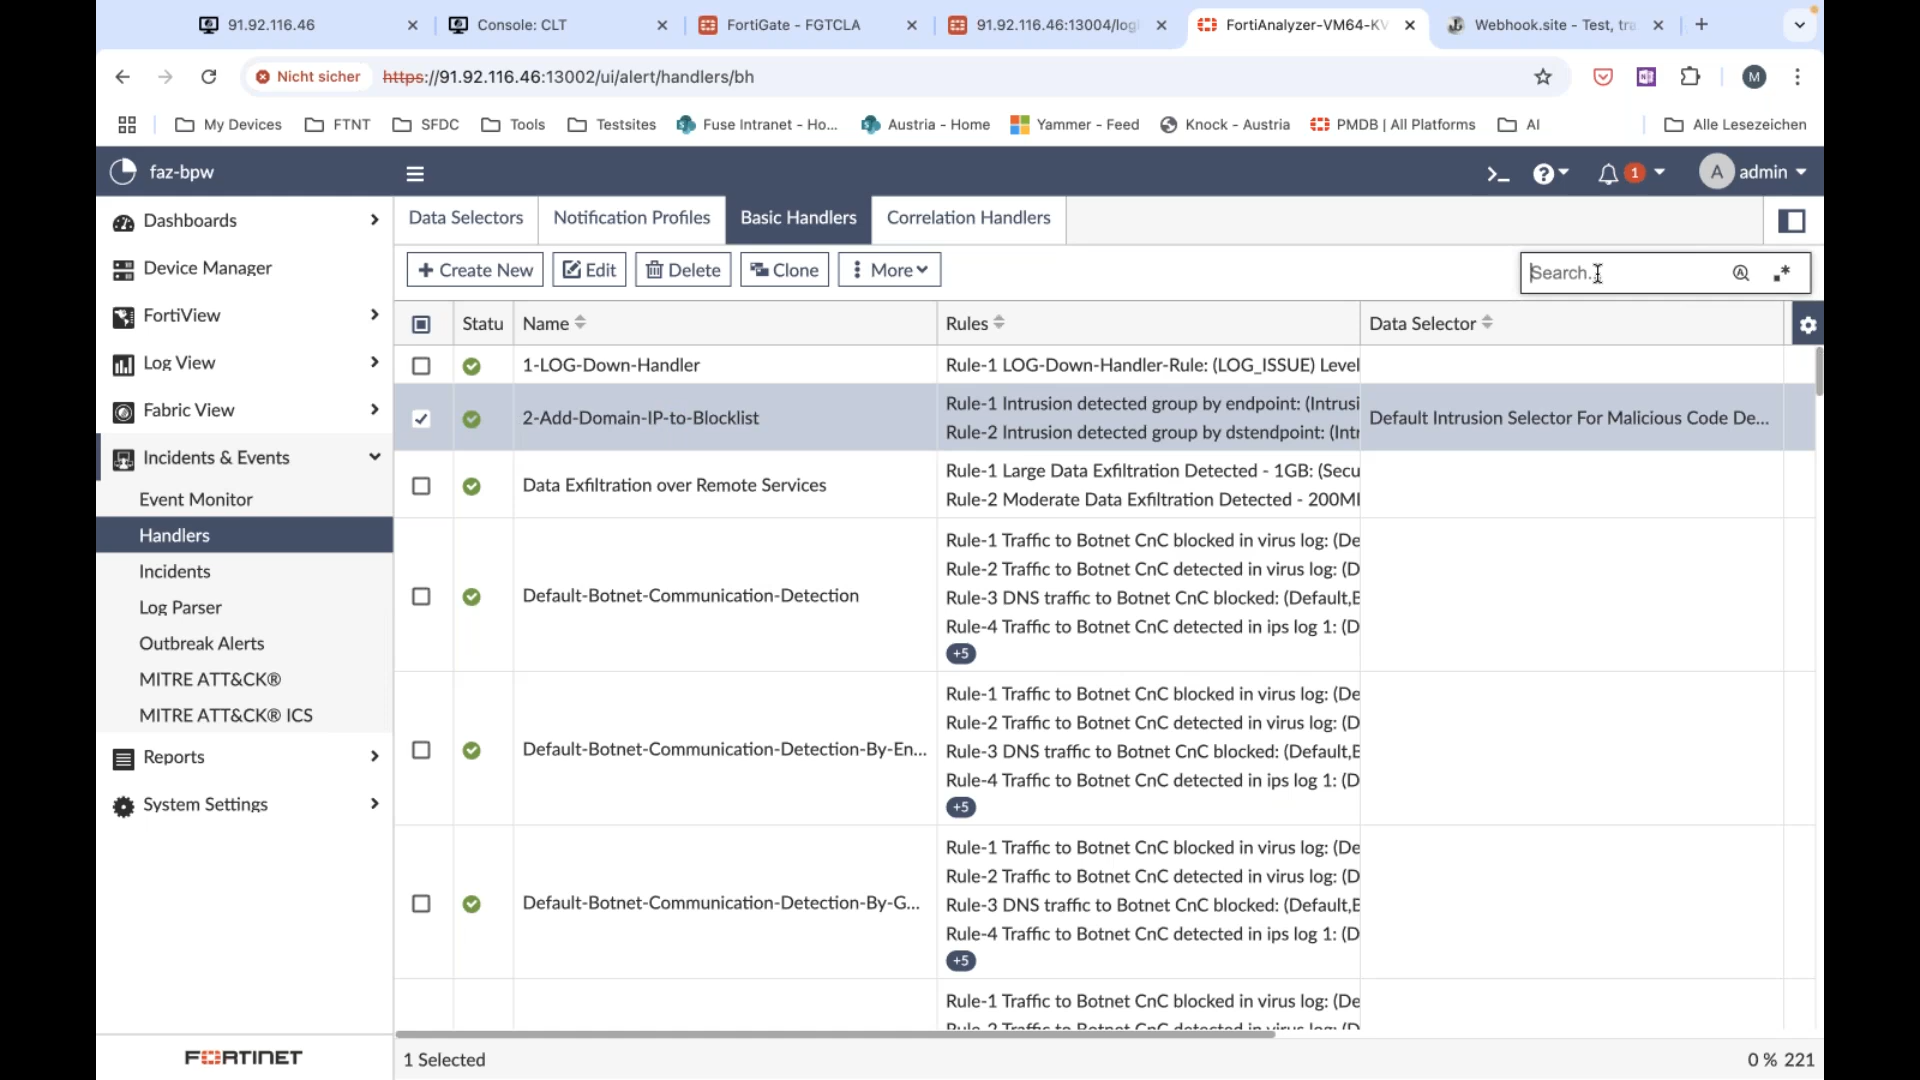 91.92.116.46
Console: CLT
FortiGate - FGTCLA
91.92.116.46:13004/logi
FortiAnalyzer-VM64-KV
Webhook.site - Test, tra
Nicht sicher
https://91.92.116.46:13002/ui/alert/handlers/bh
M
My Devices
FTNT
SFDC
Tools
Testsites
Fuse Intranet - Ho...
Austria - Home
Yammer - Feed
Knock - Austria
PMDB | All Platforms
AI
Alle Lesezeichen
faz-bpw
1
A
admin
Dashboards
Device Manager
FortiView
Log View
Fabric View
Incidents & Events
Event Monitor
Handlers
Incidents
Log Parser
Outbreak Alerts
MITRE ATT&CK®
MITRE ATT&CK® ICS
Reports
System Settings
FORTINET
Data Selectors
Notification Profiles
Basic Handlers
Correlation Handlers
+ Create New
Edit
Delete
Clone
More
Search...
Statu
Name
Rules
Data Selector
1-LOG-Down-Handler
Rule-1 LOG-Down-Handler-Rule: (LOG_ISSUE) Level
2-Add-Domain-IP-to-Blocklist
Rule-1 Intrusion detected group by endpoint: (Intrusi
Rule-2 Intrusion detected group by dstendpoint: (Intr
Default Intrusion Selector For Malicious Code De...
Data Exfiltration over Remote Services
Rule-1 Large Data Exfiltration Detected - 1GB: (Secu
Rule-2 Moderate Data Exfiltration Detected - 200MI
Default-Botnet-Communication-Detection
Rule-1 Traffic to Botnet CnC blocked in virus log: (De
Rule-2 Traffic to Botnet CnC detected in virus log: (D
Rule-3 DNS traffic to Botnet CnC blocked: (Default,E
Rule-4 Traffic to Botnet CnC detected in ips log 1: (D
+5
Default-Botnet-Communication-Detection-By-En...
Rule-1 Traffic to Botnet CnC blocked in virus log: (De
Rule-2 Traffic to Botnet CnC detected in virus log: (D
Rule-3 DNS traffic to Botnet CnC blocked: (Default,E
Rule-4 Traffic to Botnet CnC detected in ips log 1: (D
+5
Default-Botnet-Communication-Detection-By-G...
Rule-1 Traffic to Botnet CnC blocked in virus log: (De
Rule-2 Traffic to Botnet CnC detected in virus log: (D
Rule-3 DNS traffic to Botnet CnC blocked: (Default,E
Rule-4 Traffic to Botnet CnC detected in ips log 1: (D
+5
Rule-1 Traffic to Botnet CnC blocked in virus log: (De
Rule-2 Traffic to Botnet CnC detected in virus log: (D
1 Selected
0 % 221